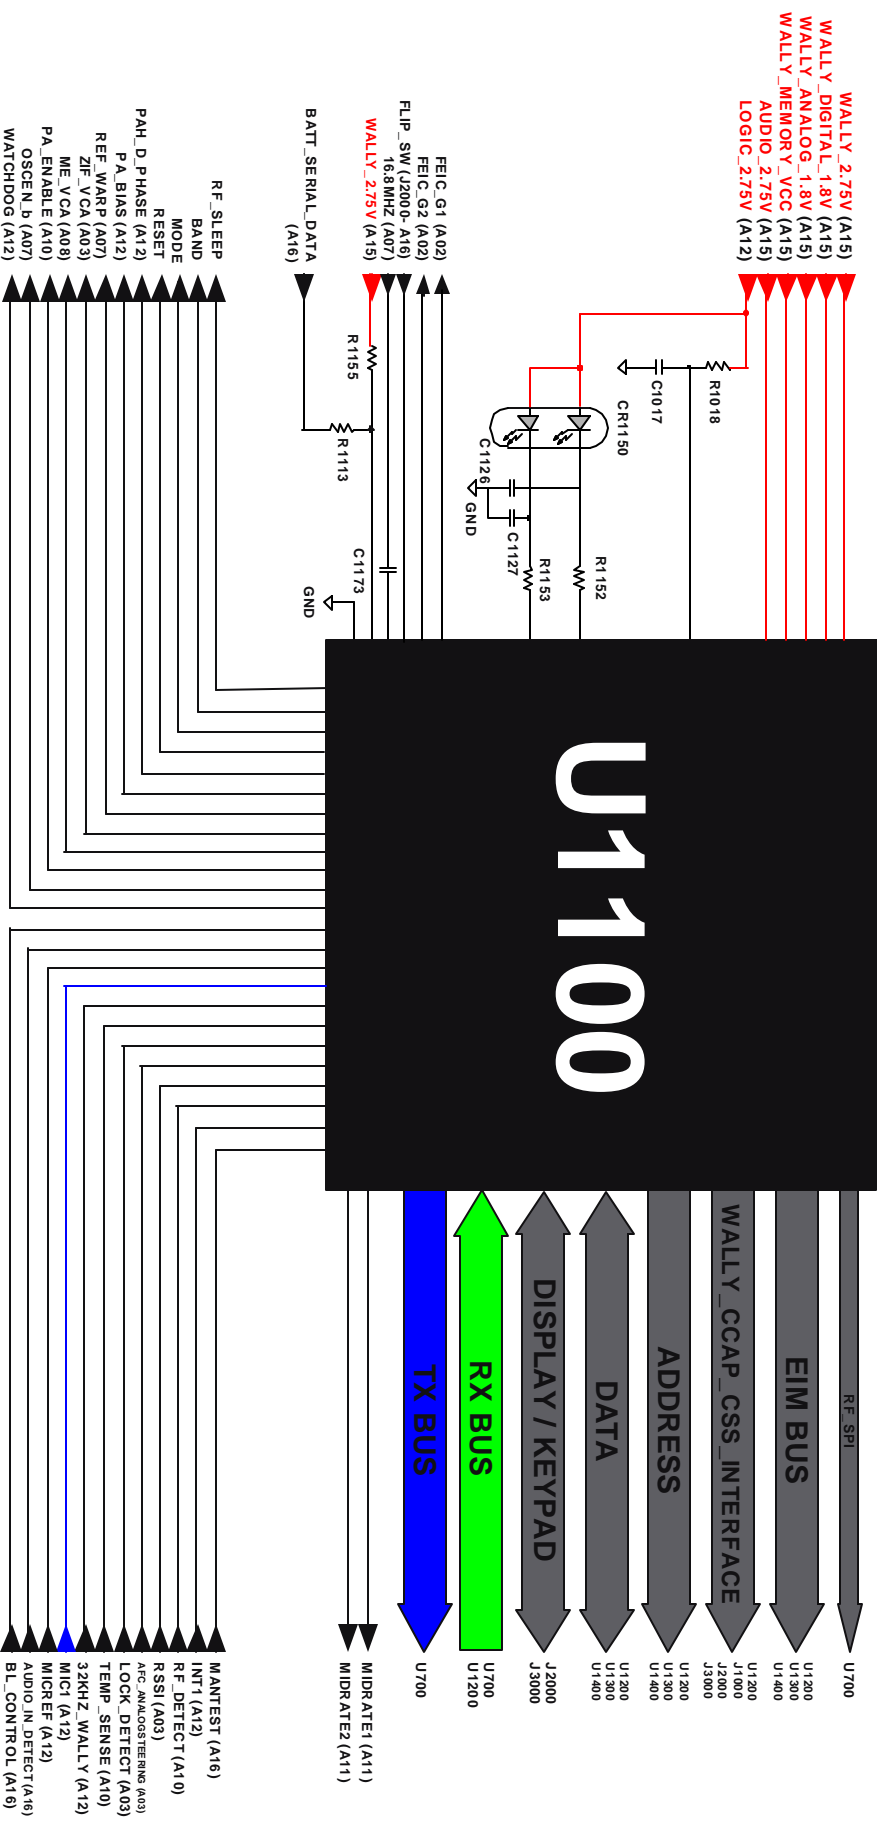 WALLY_2.75V (A15)
WALLY_DIGITAL_1.8V (A15)
WALLY_ANALOG_1.8V (A15)
WALLY_MEMORY_VCC (A15)
AUDIO_2.75V (A15)
LOGIC_2.75V (A12)
FEIC_G1 (A02)
FEIC_G2 (A02)
FLIP_SW (J2000- A16)
16.8MHZ (A07)
WALLY_2.75V (A15)
BATT_SERIAL_DATA
(A16)
RF_SLEEP
BAND
MODE
RESET
PAH_D_PHASE (A12)
PA_BIAS (A12)
REF_WARP (A07)
ZIF_VCA (A03)
ME_VCA (A08)
PA_ENABLE (A10)
OSCEN_b (A07)
WATCHDOG (A12)
R1018
C1017
CR1150
C1126
GND
C1127
R1153
R1152
R1155
R1113
C1173
GND
U1100
RF_SPI
EIM BUS
WALLY_CCAP_CSS_INTERFACE
ADDRESS
DATA
DISPLAY / KEYPAD
RX BUS
TX BUS
U700
U1200
U1300
U1400
U1200
J1000
J2000
J3000
U1200
U1300
U1400
U1200
U1300
U1400
J2000
J3000
U700
U1200
U700
MIDRATE1 (A11)
MIDRATE2 (A11)
MANTEST (A16)
INT1 (A12)
RF_DETECT (A10)
RSSI (A03)
AFC_ANALOGSTEERING (A03)
LOCK_DETECT (A03)
TEMP_SENSE (A10)
32KHZ_WALLY (A12)
MIC1 (A12)
MICREF (A12)
AUDIO_IN_DETECT (A16)
BL_CONTROL (A16)